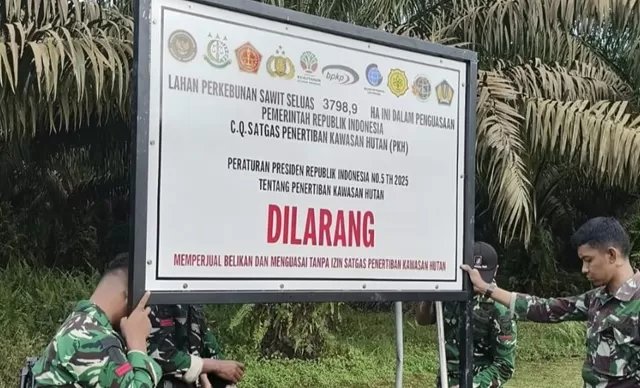 bpkp
LAHAN PERKEBUNAN SAWIT SELUAS 3798,9 HA INI DALAM PENGUASAAN
PEMERINTAH REPUBLIK INDONESIA
C.Q.SATGAS PENERTIBAN KAWASAN HUTAN (PKH)
PERATURAN PRESIDEN REPUBLIK INDONESIA NO.5 TH 2025
TENTANG PENERTIBAN KAWASAN HUTAN
DILARANG
MEMPERJUAL BELIKAN DAN MENGUASAI TANPA IZIN SATGAS PENERTIBAN KAWASAN HUTAN